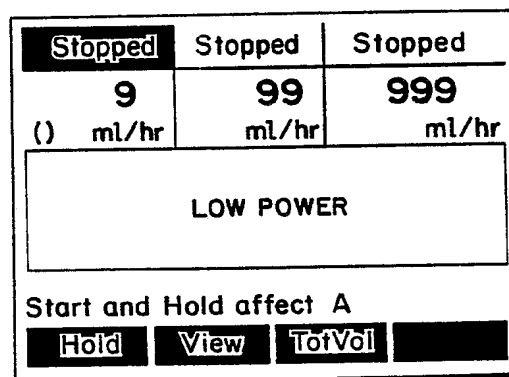 Stopped Stopped Stopped
9 99 999
() ml/hr ml/hr ml/hr
LOW POWER
Start and Hold affect A
Hold View TotVol